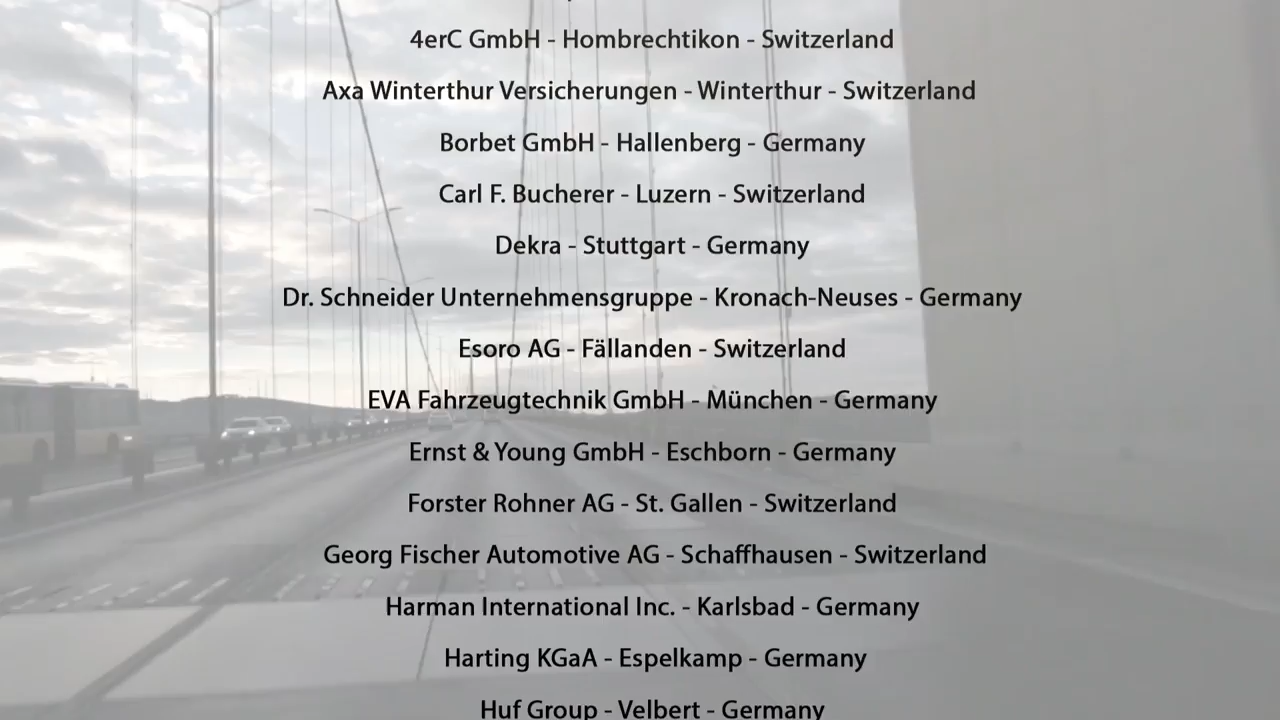 4erC GmbH - Hombrechtikon - Switzerland
Axa Winterthur Versicherungen - Winterthur - Switzerland
Borbet GmbH - Hallenberg - Germany
Carl F. Bucherer - Luzern - Switzerland
Dekra - Stuttgart - Germany
Dr. Schneider Unternehmensgruppe - Kronach-Neuses - Germany
Esoro AG - Fällanden - Switzerland
EVA Fahrzeugtechnik GmbH - München - Germany
Ernst & Young GmbH - Eschborn - Germany
Forster Rohner AG - St. Gallen - Switzerland
Georg Fischer Automotive AG - Schaffhausen - Switzerland
Harman International Inc. - Karlsbad - Germany
Harting KGaA - Espelkamp - Germany
Huf Group - Velbert - Germany